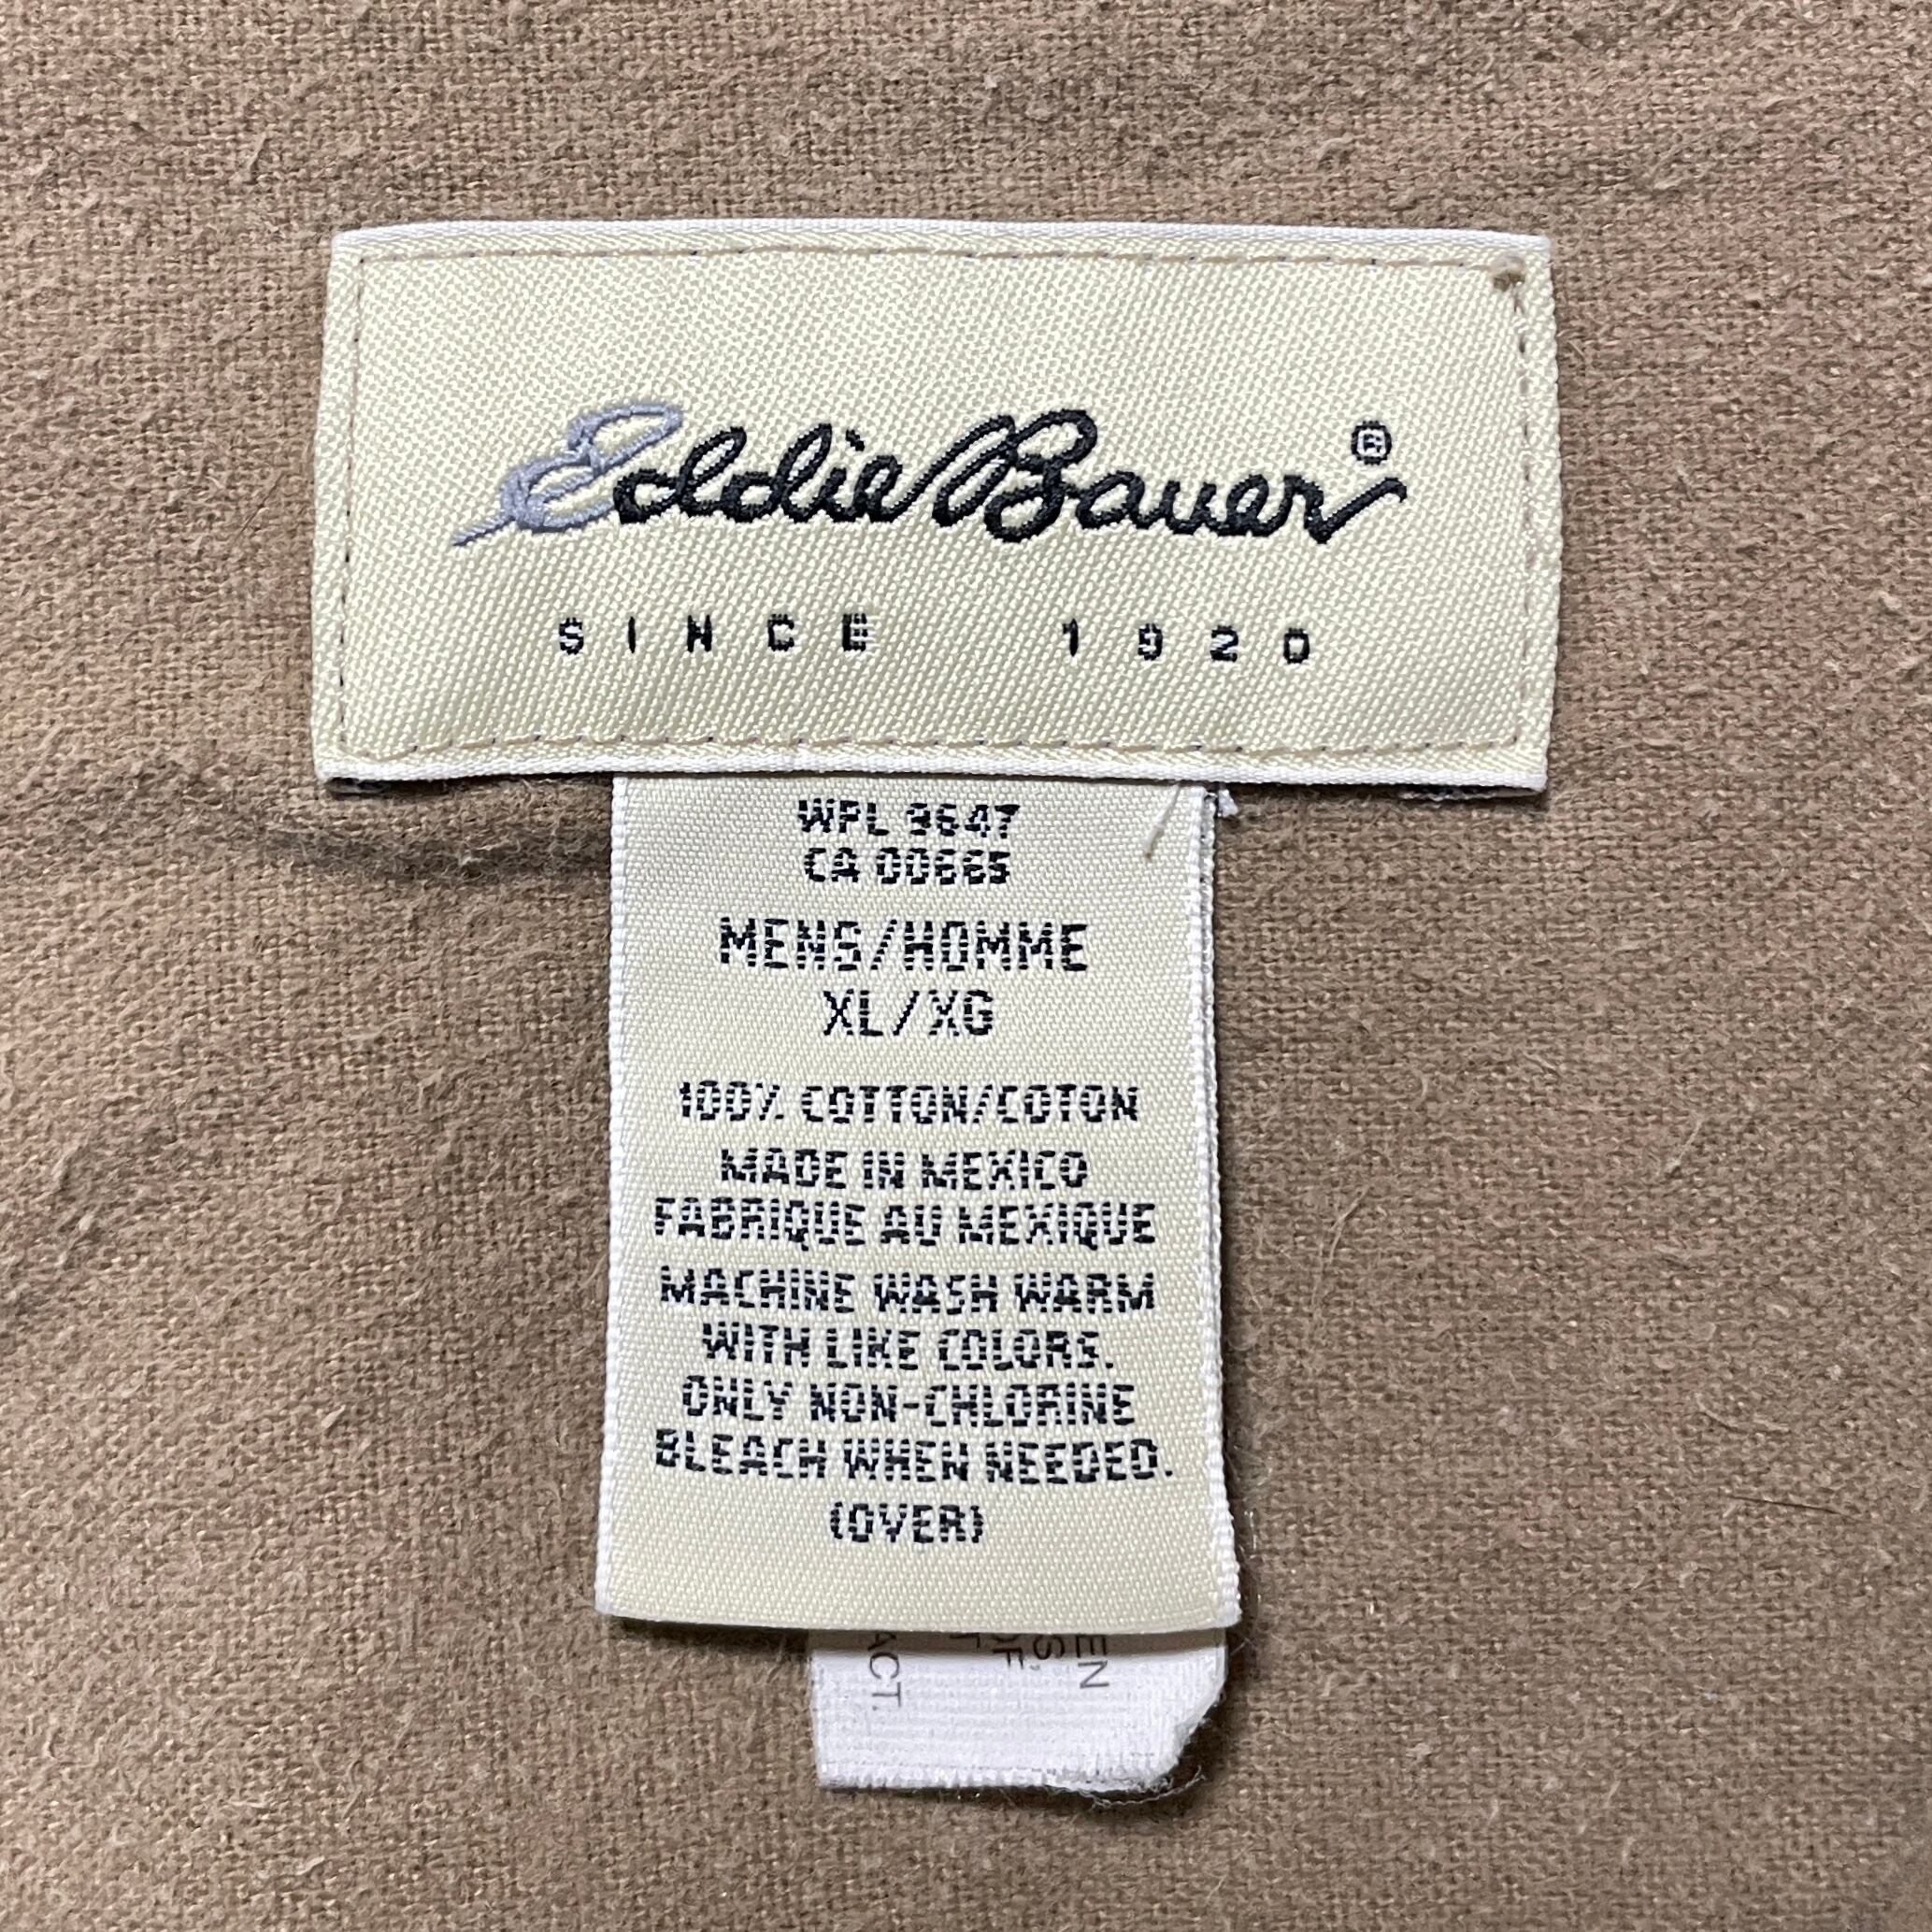 Eddie Bauer®
SINCE 1920
WPL 9647
CA 00665
MENS/HOMME
XL/XG
100% COTTON/COTON
MADE IN MEXICO
FABRIQUE AU MEXIQUE
MACHINE WASH WARM
WITH LIKE COLORS.
ONLY NON-CHLORINE
BLEACH WHEN NEEDED.
(OVER)